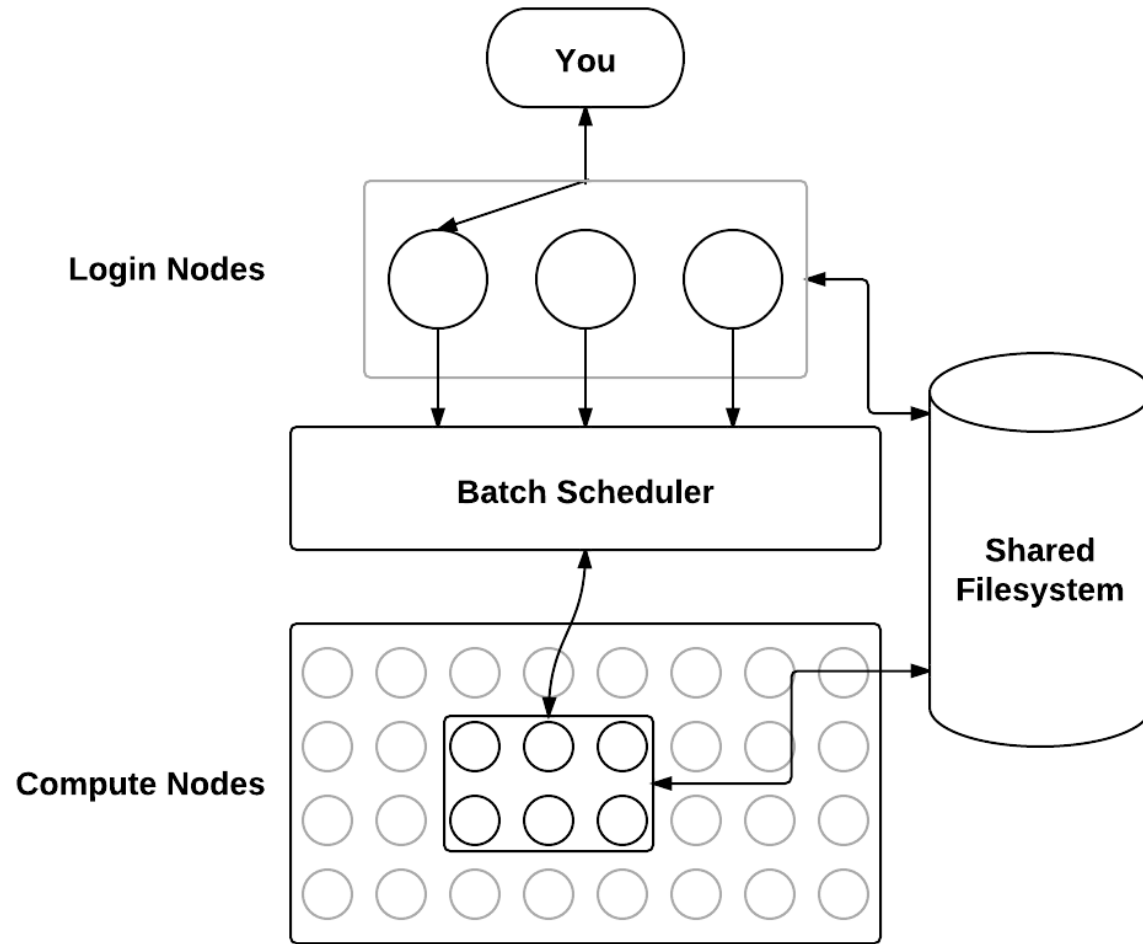 You
Login Nodes
Batch Scheduler
Shared
Filesystem
Compute Nodes